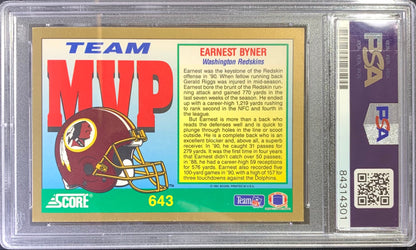 TEAM
MVP
SCORE
643
EARNEST BYNER
Washington Redskins
Earnest was the keystone of the Redskin
offense in '90. When fellow running back
Gerald Riggs was injured in mid-season,
Earnest bore the brunt of the Redskin run-
ning attack and gained 770 yards in the
last seven weeks of the season. He ended
up with a career-high 1,219 yards rushing
to rank second in the NFC and fourth in
the league.
But Earnest is more than a back who
reads the defenses well and is quick to
plunge through holes in the line or scoot
outside. He is a complete back who is an
excellent blocker and, above all, a superb
receiver. In '90, he caught 31 passes for
279 yards. It was the first time in four years
that Earnest didn't catch over 50 passes;
in '88, he had a career-high 59 receptions
for 576 yards. Earnest also recorded five
100-yard games in '90, with a high of 157 for
three touchdowns against the Dolphins.
© 1991 SCORE, PRINTED IN U.S.A.
Team NFL
PSA
PSA
84314301